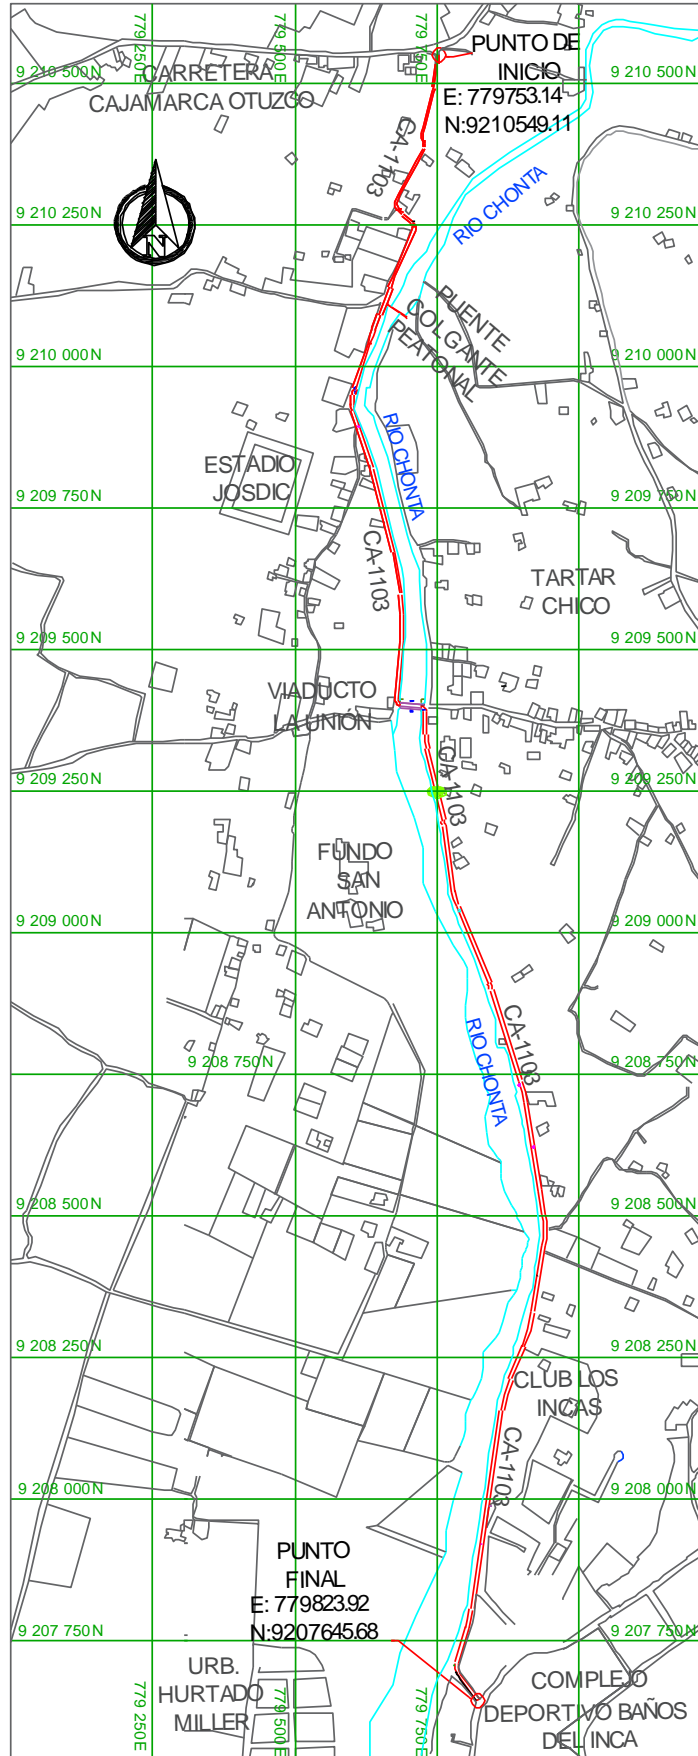 779 250E
779 500E
779 750E
PUNTO DE
INICIO
E: 779753.14
N:9210549.11
9 210 500N
CARRETERA
CAJAMARCA OTUZCO
CA-1103
RIO CHONTA
N
9 210 250N
PUENTE
COLGANTE
PEATONAL
9 210 000N
RIO CHONTA
ESTADIO
JOSDIC
9 209 750N
CA-1103
TARTAR
CHICO
9 209 500N
VIADUCTO
LA UNIÓN
CA-1103
9 209 250N
FUNDO
SAN
ANTONIO
9 209 000N
CA-1103
RIO CHONTA
9 208 750N
9 208 500N
9 208 250N
CLUB LOS
INCAS
CA-1103
9 208 000N
PUNTO
FINAL
E: 779823.92
N:9207645.68
9 207 750N
URB.
HURTADO
MILLER
COMPLEJO
DEPORTIVO BAÑOS
DEL INCA
779 250E
779 500E
779 750E
9 210 500N
9 210 250N
9 210 000N
9 209 750N
9 209 500N
9 209 250N
9 209 000N
9 208 750N
9 208 500N
9 208 250N
9 208 000N
9 207 750N